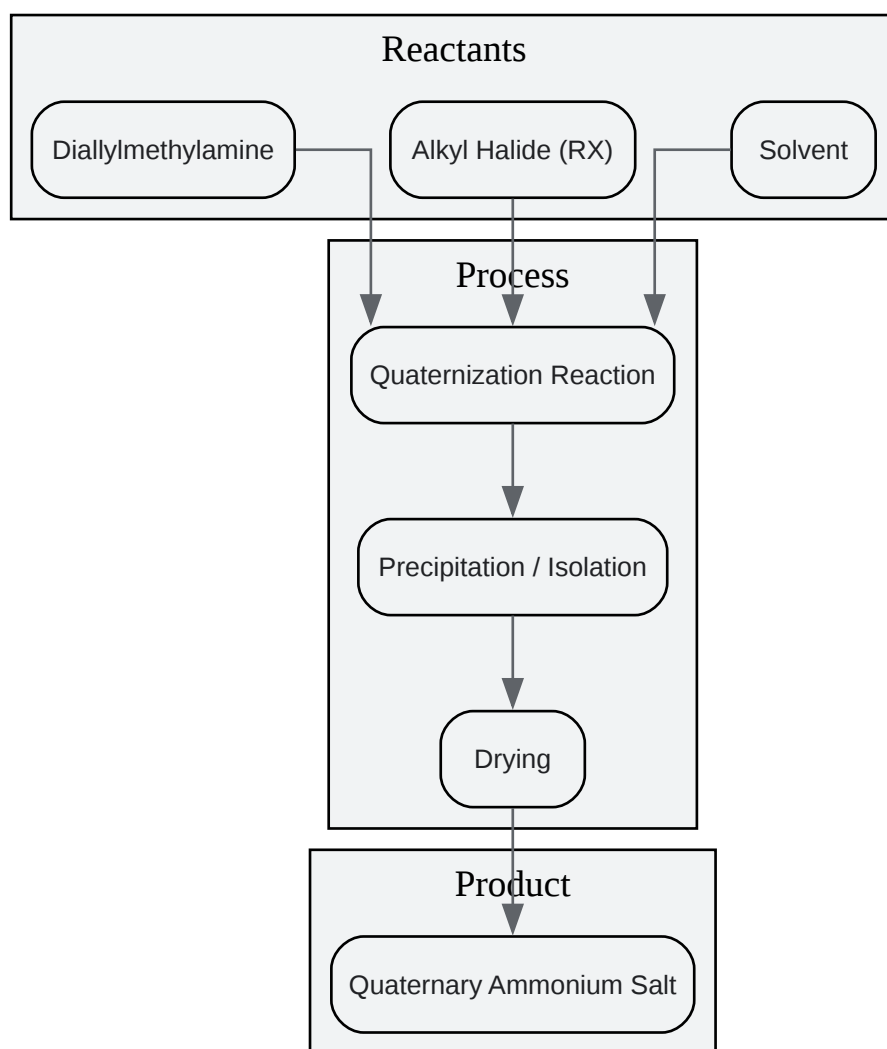 Reactants
Diallylmethylamine
Alkyl Halide (RX)
Solvent
Process
Quaternization Reaction
Precipitation / Isolation
Drying
Product
Quaternary Ammonium Salt